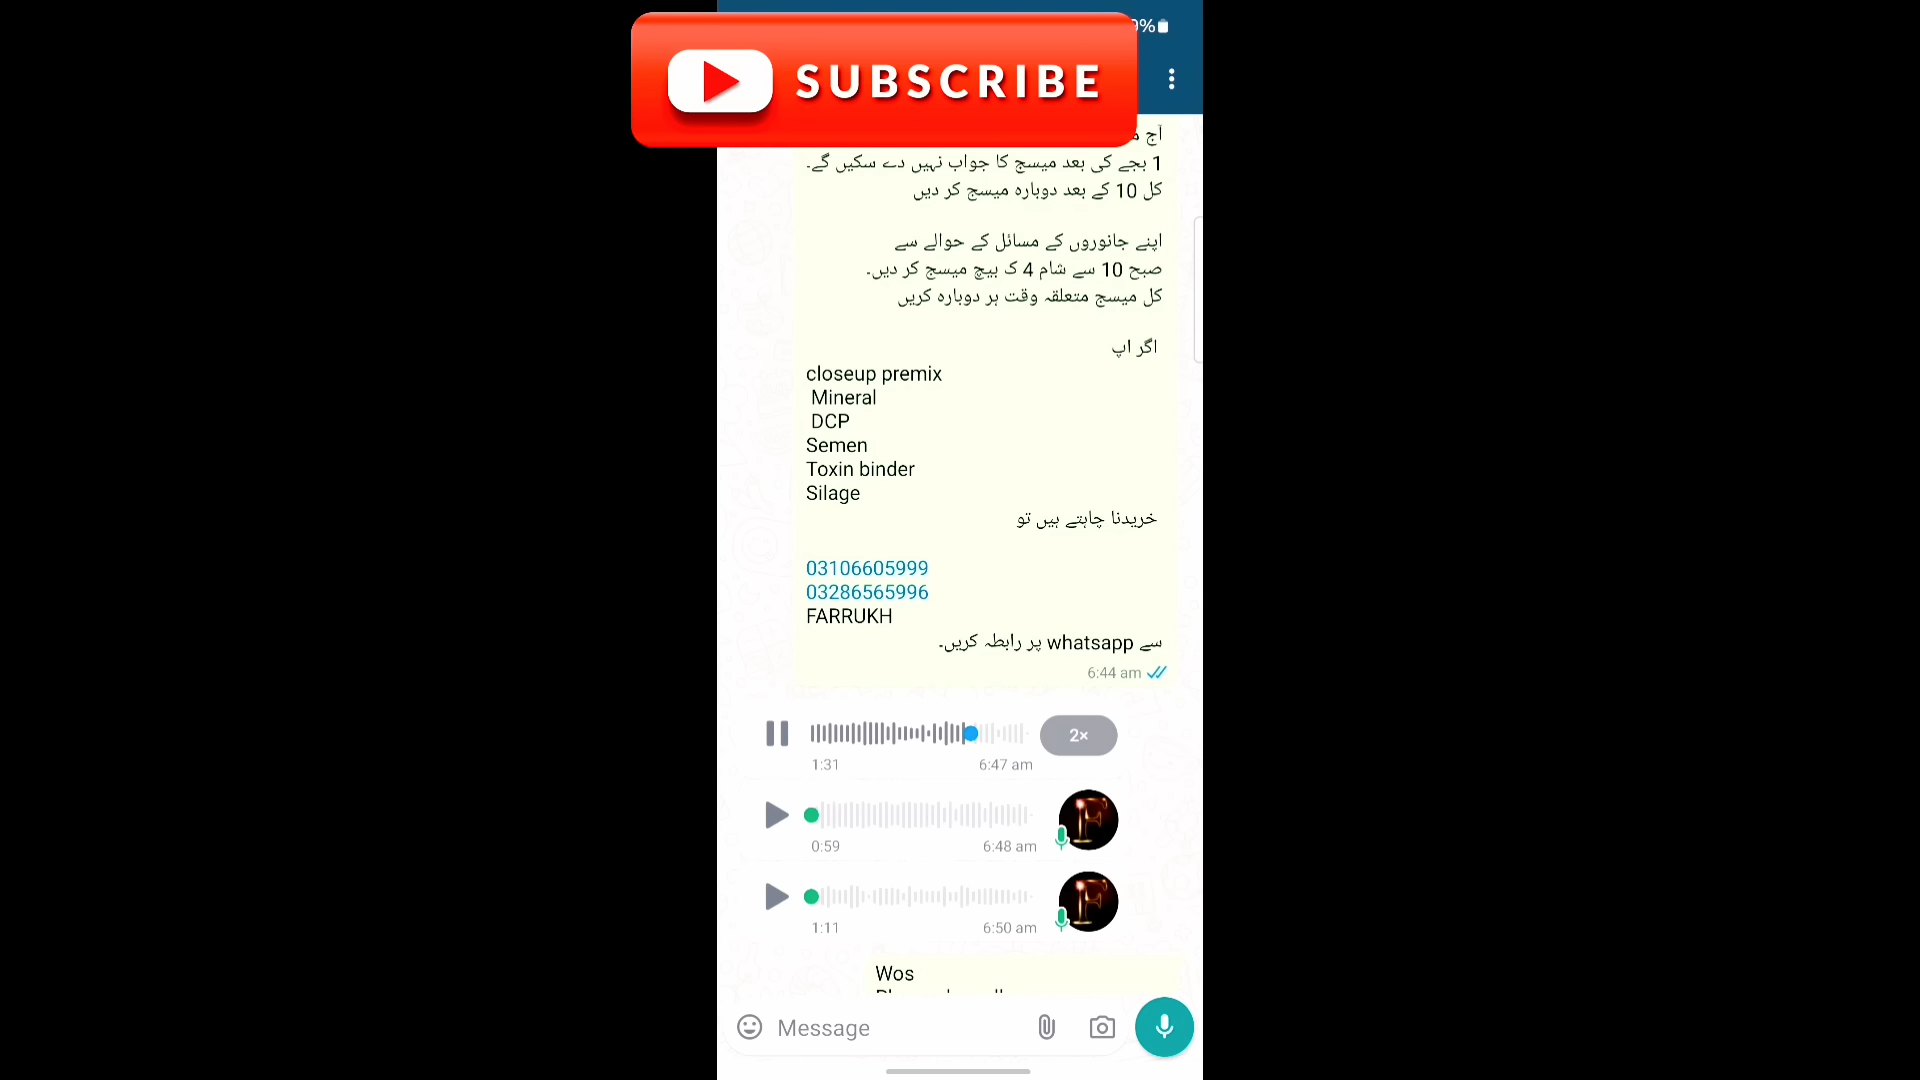 9%
SUBSCRIBE
آج
1 بجے کی بعد میسج کا جواب نہیں دے سکیں گے۔
کل 10 کے بعد دوبارہ میسج کر دیں
اپنے جانوروں کے مسائل کے حوالے سے
صبح 10 سے شام 4 ک بیچ میسج کر دیں۔
کل میسج متعلقہ وقت ہر دوبارہ کریں
اگر اپ
closeup premix
Mineral
DCP
Semen
Toxin binder
Silage
خریدنا چاہتے ہیں تو
03106605999
03286565996
FARRUKH
سے whatsapp پر رابطہ کریں۔
6:44 am
2×
1:31 6:47 am
0:59 6:48 am
1:11 6:50 am
Wos
Message